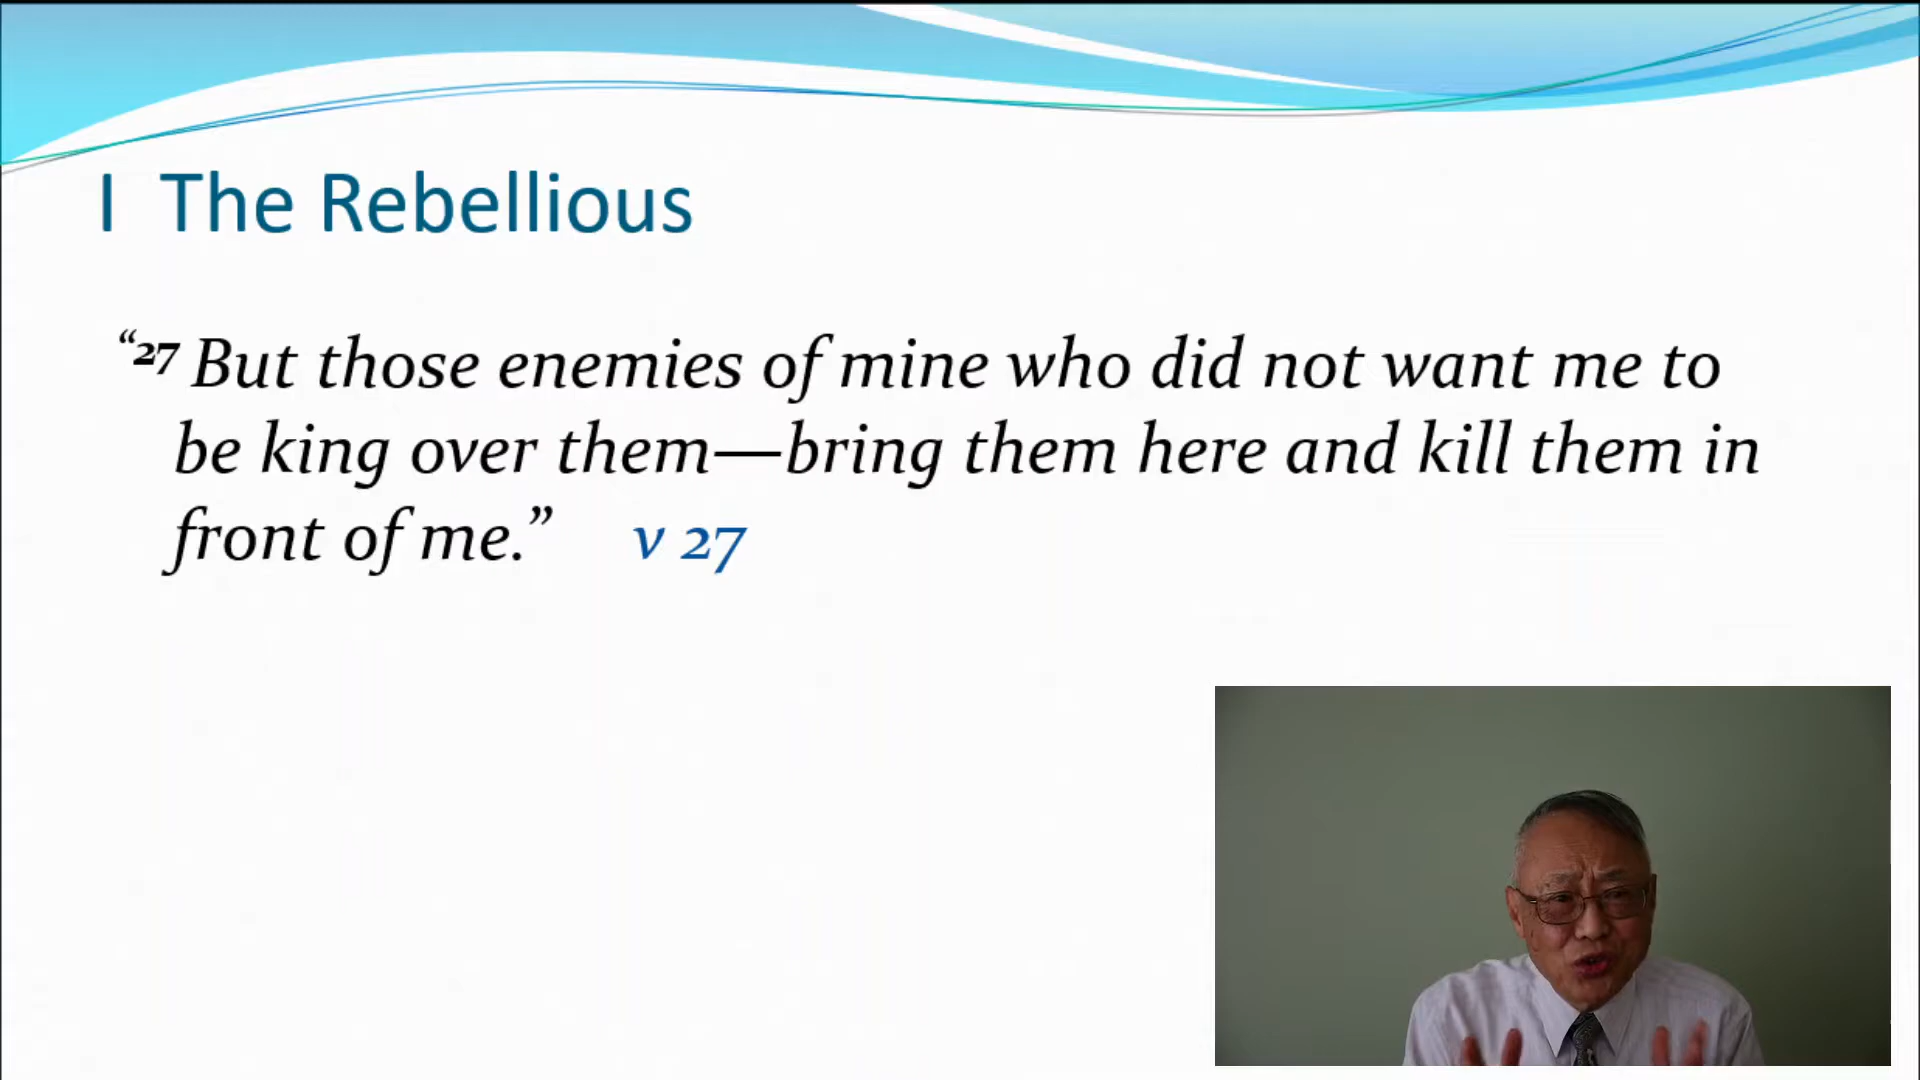 I The Rebellious
“27 But those enemies of mine who did not want me to
be king over them—bring them here and kill them in
front of me.” v 27